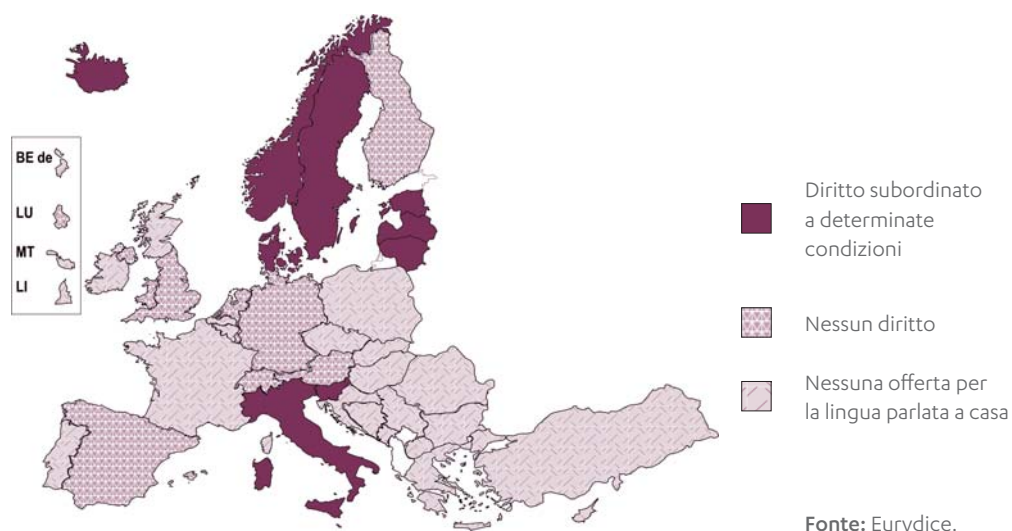 BE de
LU
MT
LI
Diritto subordinato
a determinate
condizioni
Nessun diritto
Nessuna offerta per
la lingua parlata a casa
Fonte: Eurydice.